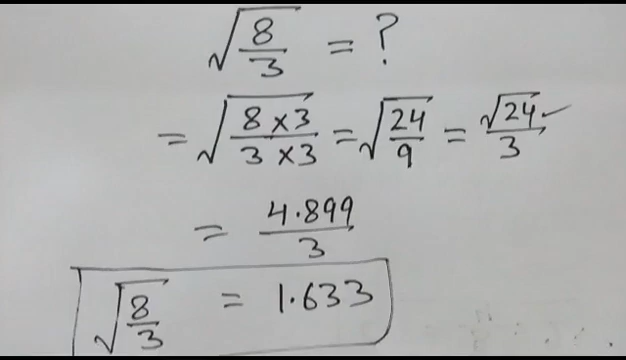 √(8/3) = ?
= √((8×3)/(3×3)) = √(24/9) = √24/3 ✓
= 4.899/3
√(8/3) = 1.633